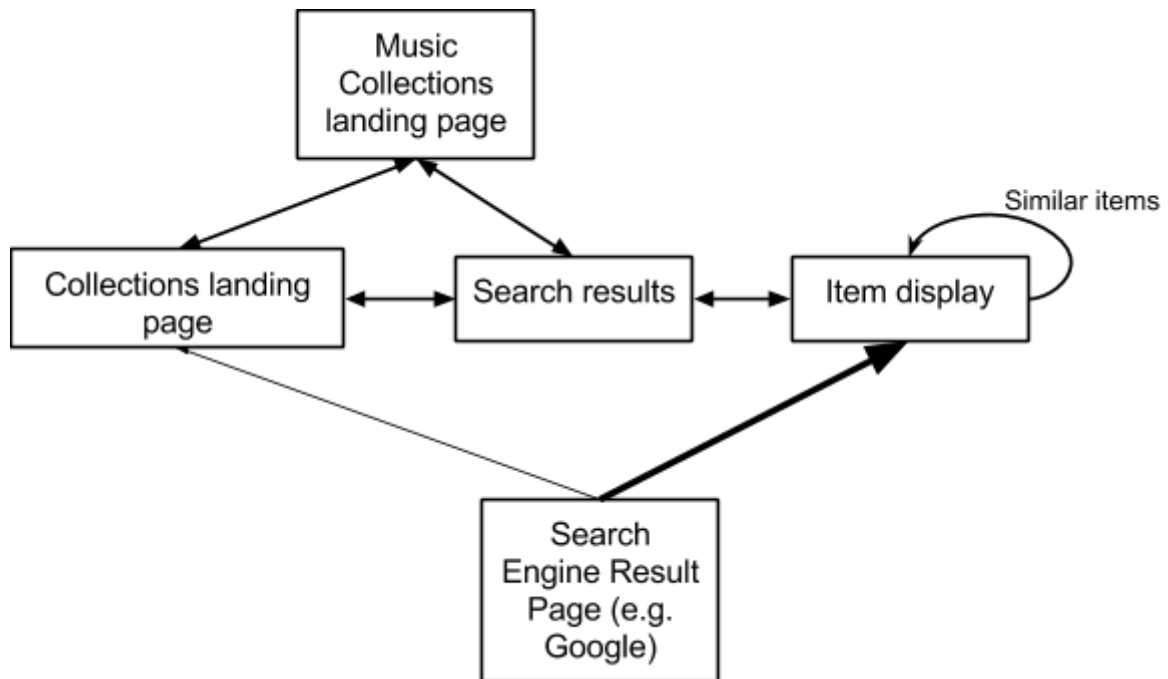 Music
Collections
landing page
Similar items
Collections landing
page
Search results
Item display
Search
Engine Result
Page (e.g.
Google)